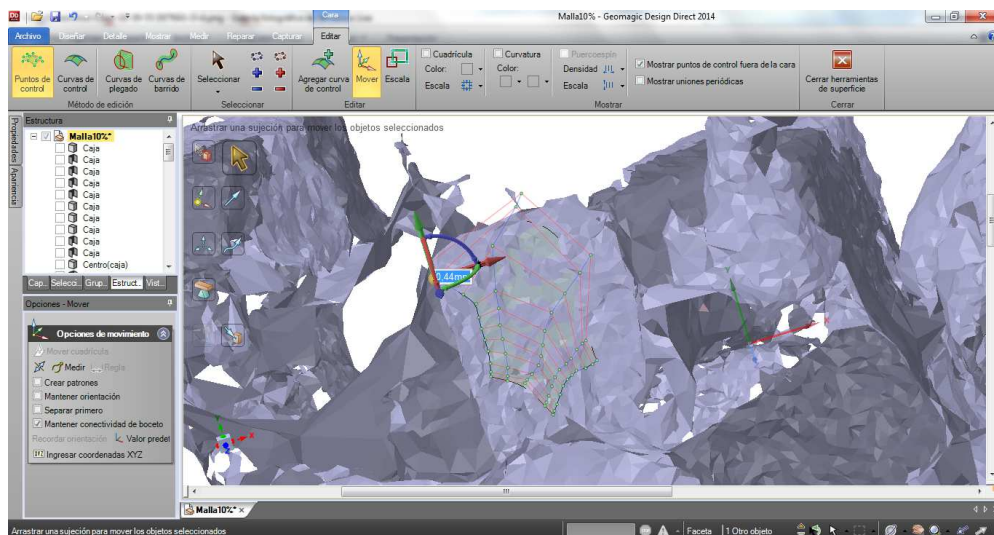 Cara
Malla10% - Geomagic Design Direct 2014
Archivo Diseñar Detalle Mostrar Medir Reparar Capturar Editar
Puntos de control
Curvas de control
Curvas de plegado
Curvas de barrido
Método de edición
Seleccionar
Seleccionar
Agregar curva de control
Mover
Escala
Editar
Cuadrícula
Color:
Escala
Curvatura
Color:
Puercoespín
Densidad
Escala
Mostrar puntos de control fuera de la cara
Mostrar uniones periódicas
Mostrar
Cerrar herramientas de superficie
Cerrar
Propiedades
Apariencia
Estructura
Malla10%*
Caja
Caja
Caja
Caja
Caja
Caja
Caja
Caja
Caja
Caja
Centro(caja)
Cap... Selecci... Grup... Estruct... Vist...
Opciones - Mover
Opciones de movimiento
Mover cuadrícula
Medir Regla
Crear patrones
Mantener orientación
Separar primero
Mantener conectividad de boceto
Recordar orientación Valor predet
XYZ Ingresar coordenadas XYZ
Arrastrar una sujeción para mover los objetos seleccionados
0,44mm
X
Malla10%* ×
Arrastrar una sujeción para mover los objetos seleccionados
Faceta 1 Otro objeto